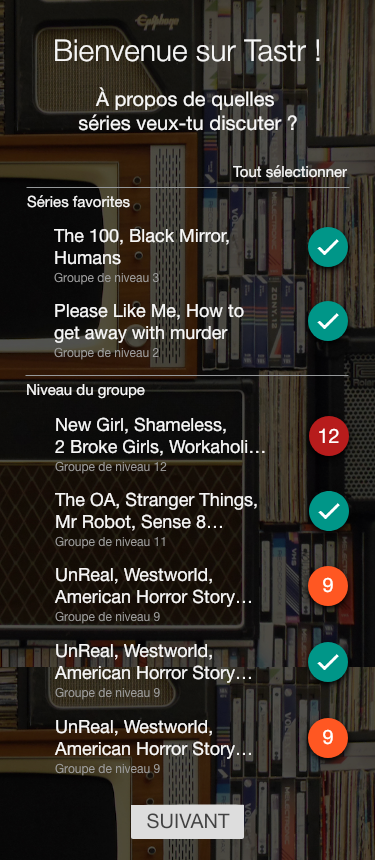 Epiphone
Bienvenue sur Tastr !
À propos de quelles
séries veux-tu discuter ?
Tout sélectionner
Séries favorites
The 100, Black Mirror,
Humans
Groupe de niveau 3
Please Like Me, How to
get away with murder
Groupe de niveau 2
Niveau du groupe
New Girl, Shameless,
2 Broke Girls, Workaholi...
Groupe de niveau 12
12
The OA, Stranger Things,
Mr Robot, Sense 8...
Groupe de niveau 11
UnReal, Westworld,
American Horror Story...
Groupe de niveau 9
9
UnReal, Westworld,
American Horror Story...
Groupe de niveau 9
UnReal, Westworld,
American Horror Story...
Groupe de niveau 9
9
SUIVANT